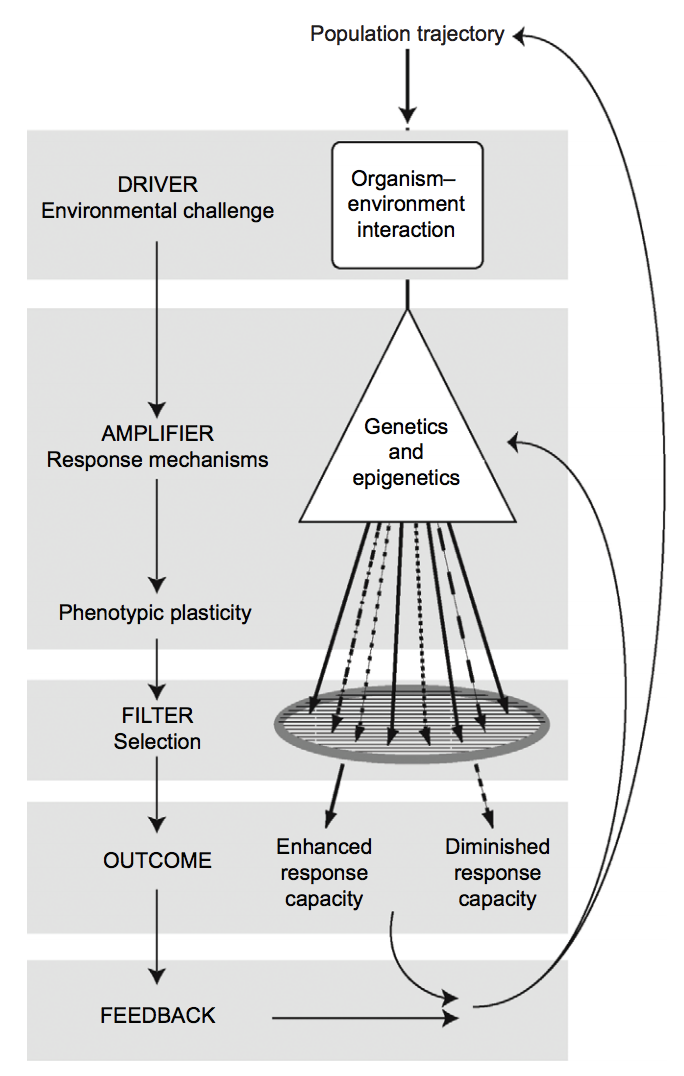 Population trajectory
DRIVER
Environmental challenge
Organism–
environment
interaction
AMPLIFIER
Response mechanisms
Genetics
and
epigenetics
Phenotypic plasticity
FILTER
Selection
OUTCOME
Enhanced
response
capacity
Diminished
response
capacity
FEEDBACK